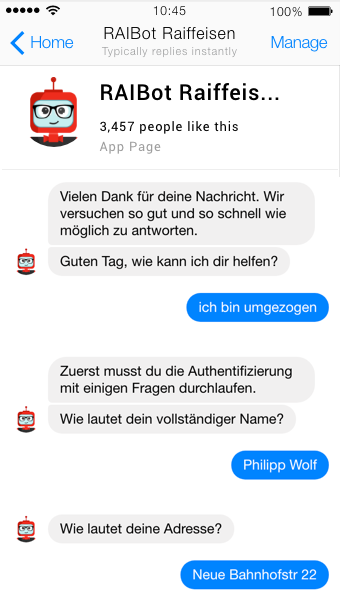 10:45
100%
Home
RAIBot Raiffeisen
Manage
Typically replies instantly
RAIBot Raiffeis...
3,457 people like this
App Page
Vielen Dank für deine Nachricht. Wir
versuchen so gut und so schnell wie
möglich zu antworten.
Guten Tag, wie kann ich dir helfen?
ich bin umgezogen
Zuerst musst du die Authentifizierung
mit einigen Fragen durchlaufen.
Wie lautet dein vollständiger Name?
Philipp Wolf
Wie lautet deine Adresse?
Neue Bahnhofstr 22